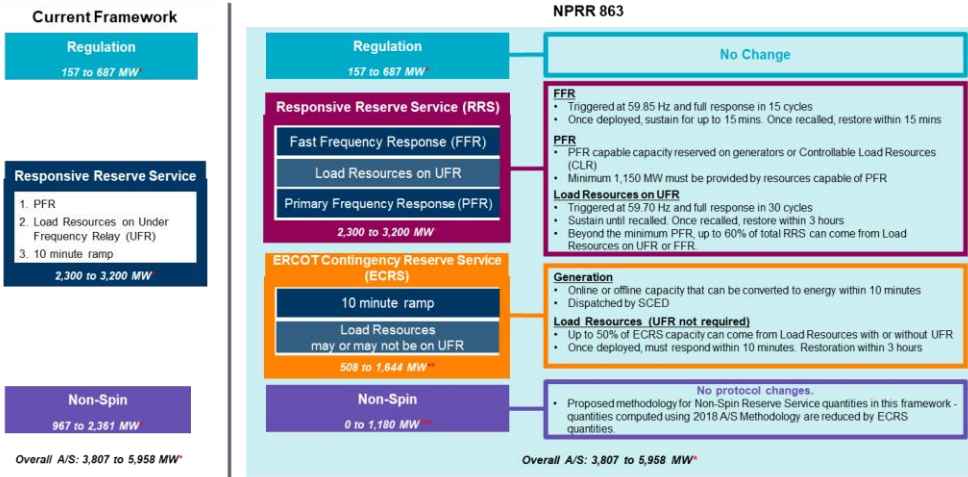 Current Framework
Regulation
157 to 687 MW*
Responsive Reserve Service
1. PFR
2. Load Resources on Under
Frequency Relay (UFR)
3. 10 minute ramp
2,300 to 3,200 MW*
Non-Spin
967 to 2,361 MW*
Overall A/S: 3,807 to 5,958 MW*
NPRR 863
Regulation
157 to 687 MW*
No Change
Responsive Reserve Service (RRS)
Fast Frequency Response (FFR)
Load Resources on UFR
Primary Frequency Response (PFR)
2,300 to 3,200 MW*
FFR
• Triggered at 59.85 Hz and full response in 15 cycles
• Once deployed, sustain for up to 15 mins. Once recalled, restore within 15 mins
PFR
• PFR capable capacity reserved on generators or Controllable Load Resources
(CLR)
• Minimum 1,150 MW must be provided by resources capable of PFR
Load Resources on UFR
• Triggered at 59.70 Hz and full response in 30 cycles
• Sustain until recalled. Once recalled, restore within 3 hours
• Beyond the minimum PFR, up to 60% of total RRS can come from Load
Resources on UFR or FFR.
ERCOT Contingency Reserve Service
(ECRS)
10 minute ramp
Load Resources
may or may not be on UFR
508 to 1,644 MW**
Generation
• Online or offline capacity that can be converted to energy within 10 minutes
• Dispatched by SCED
Load Resources (UFR not required)
• Up to 50% of ECRS capacity can come from Load Resources with or without UFR
• Once deployed, must respond within 10 minutes. Restoration within 3 hours
Non-Spin
0 to 1,180 MW***
No protocol changes.
• Proposed methodology for Non-Spin Reserve Service quantities in this framework -
quantities computed using 2018 A/S Methodology are reduced by ECRS
quantities.
Overall A/S: 3,807 to 5,958 MW*